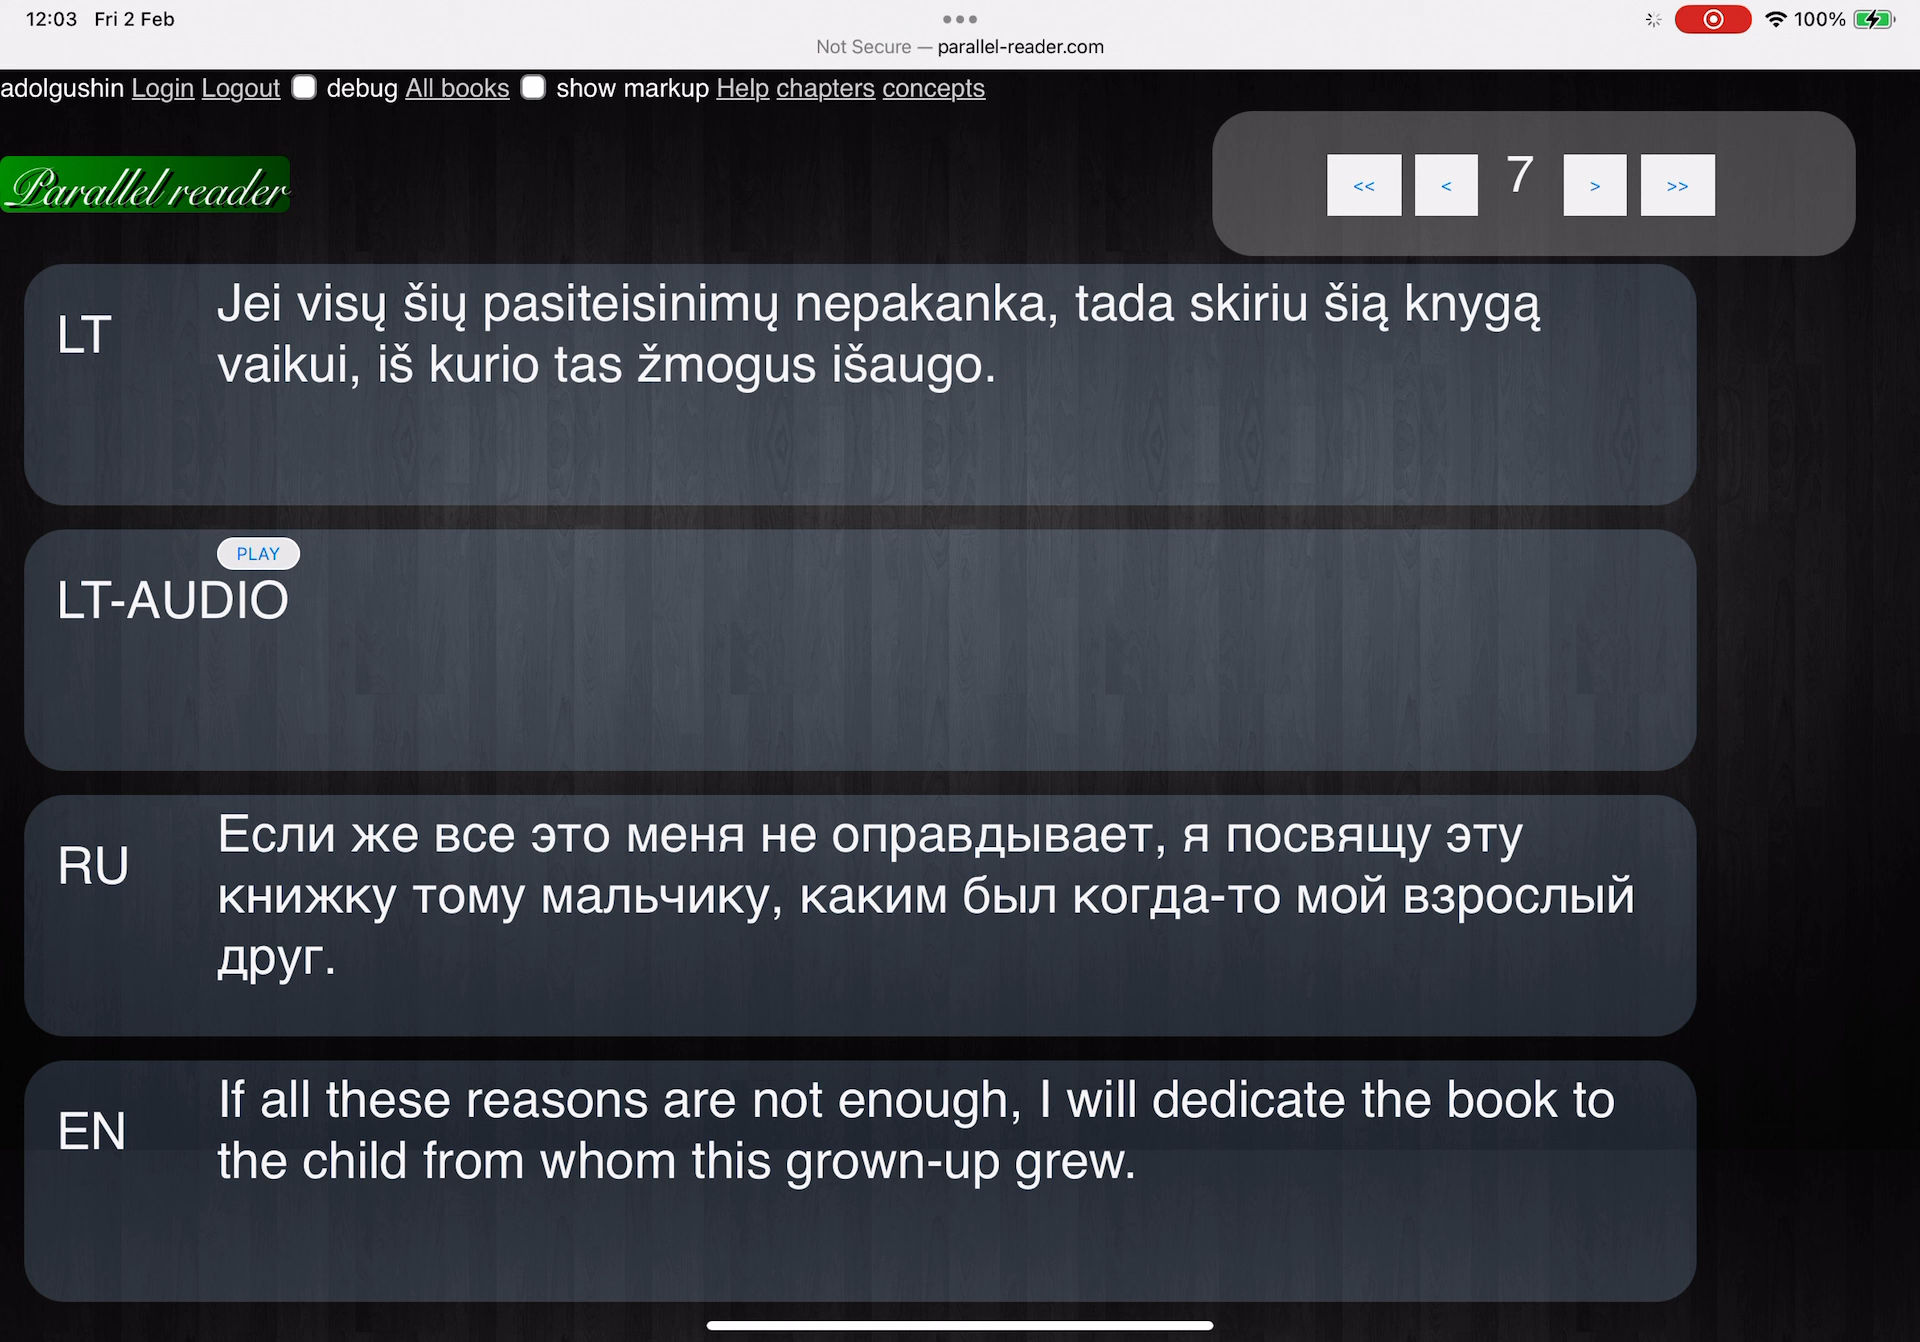 12:03 Fri 2 Feb
100%
Not Secure — parallel-reader.com
adolgushin Login Logout debug All books show markup Help chapters concepts
Parallel reader
<< < 7 > >>
LT
Jei visų šių pasiteisinimų nepakanka, tada skiriu šią knygą
vaikui, iš kurio tas žmogus išaugo.
PLAY
LT-AUDIO
RU
Если же все это меня не оправдывает, я посвящу эту
книжку тому мальчику, каким был когда-то мой взрослый
друг.
EN
If all these reasons are not enough, I will dedicate the book to
the child from whom this grown-up grew.